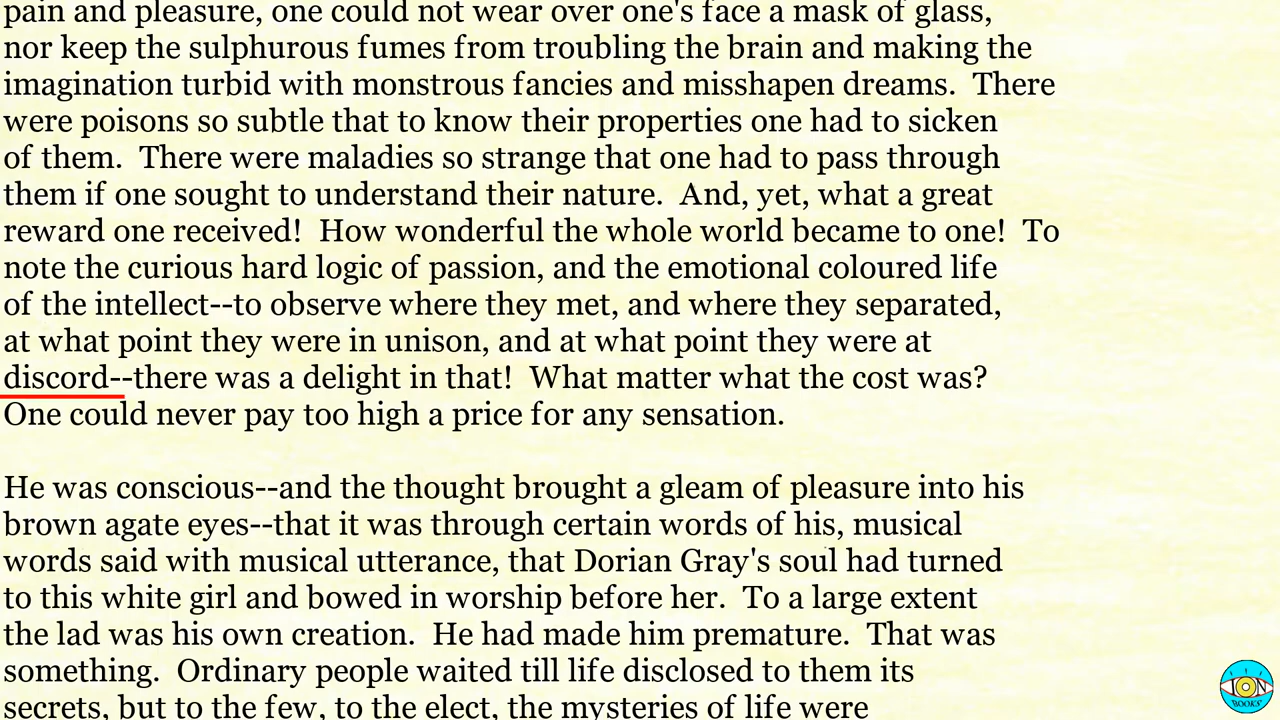 pain and pleasure, one could not wear over one's face a mask of glass,
nor keep the sulphurous fumes from troubling the brain and making the
imagination turbid with monstrous fancies and misshapen dreams.  There
were poisons so subtle that to know their properties one had to sicken
of them.  There were maladies so strange that one had to pass through
them if one sought to understand their nature.  And, yet, what a great
reward one received!  How wonderful the whole world became to one!  To
note the curious hard logic of passion, and the emotional coloured life
of the intellect--to observe where they met, and where they separated,
at what point they were in unison, and at what point they were at
discord--there was a delight in that!  What matter what the cost was?
One could never pay too high a price for any sensation.

He was conscious--and the thought brought a gleam of pleasure into his
brown agate eyes--that it was through certain words of his, musical
words said with musical utterance, that Dorian Gray's soul had turned
to this white girl and bowed in worship before her.  To a large extent
the lad was his own creation.  He had made him premature.  That was
something.  Ordinary people waited till life disclosed to them its
secrets, but to the few, to the elect, the mysteries of life were
ION
BOOKS